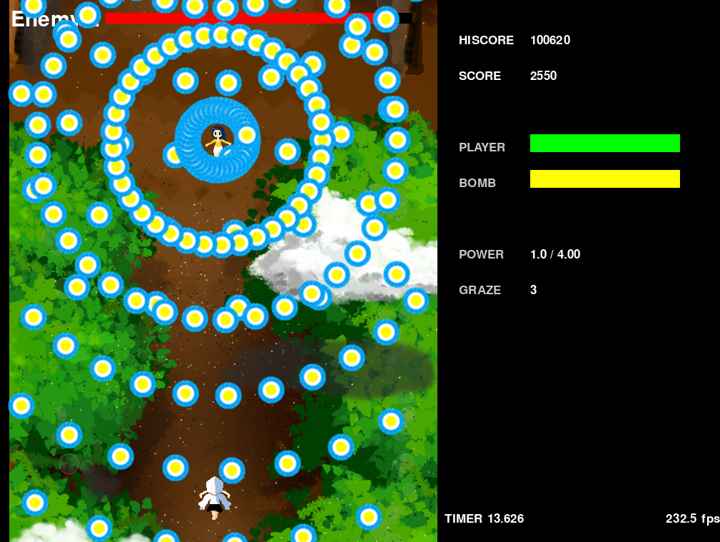 Enemy
HISCORE 100620
SCORE 2550
PLAYER
BOMB
POWER 1.0 / 4.00
GRAZE 3
TIMER 13.626 232.5 fps